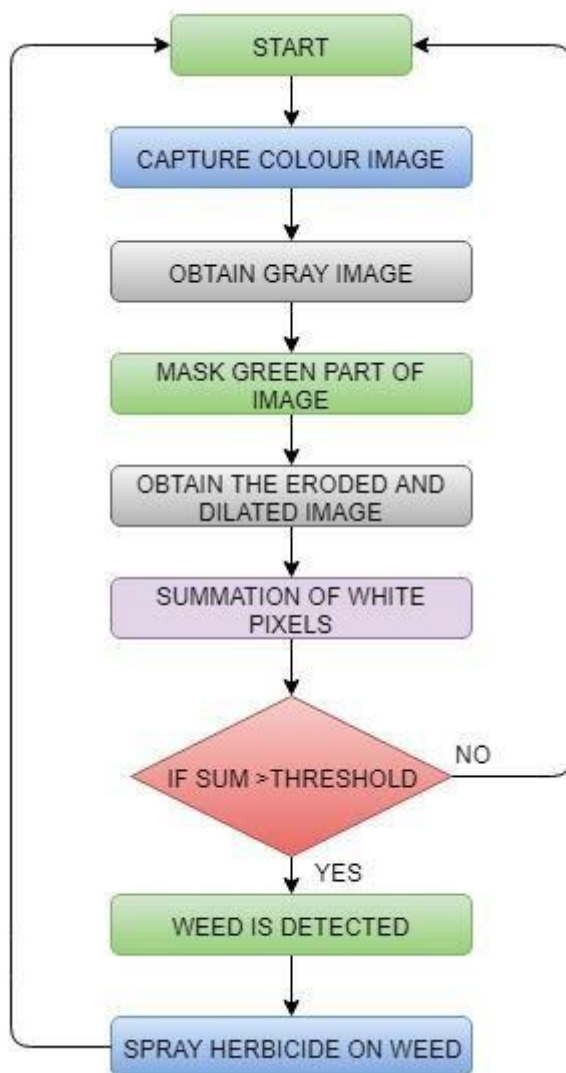 START
CAPTURE COLOUR IMAGE
OBTAIN GRAY IMAGE
MASK GREEN PART OF
IMAGE
OBTAIN THE ERODED AND
DILATED IMAGE
SUMMATION OF WHITE
PIXELS
IF SUM >THRESHOLD
NO
YES
WEED IS DETECTED
SPRAY HERBICIDE ON WEED